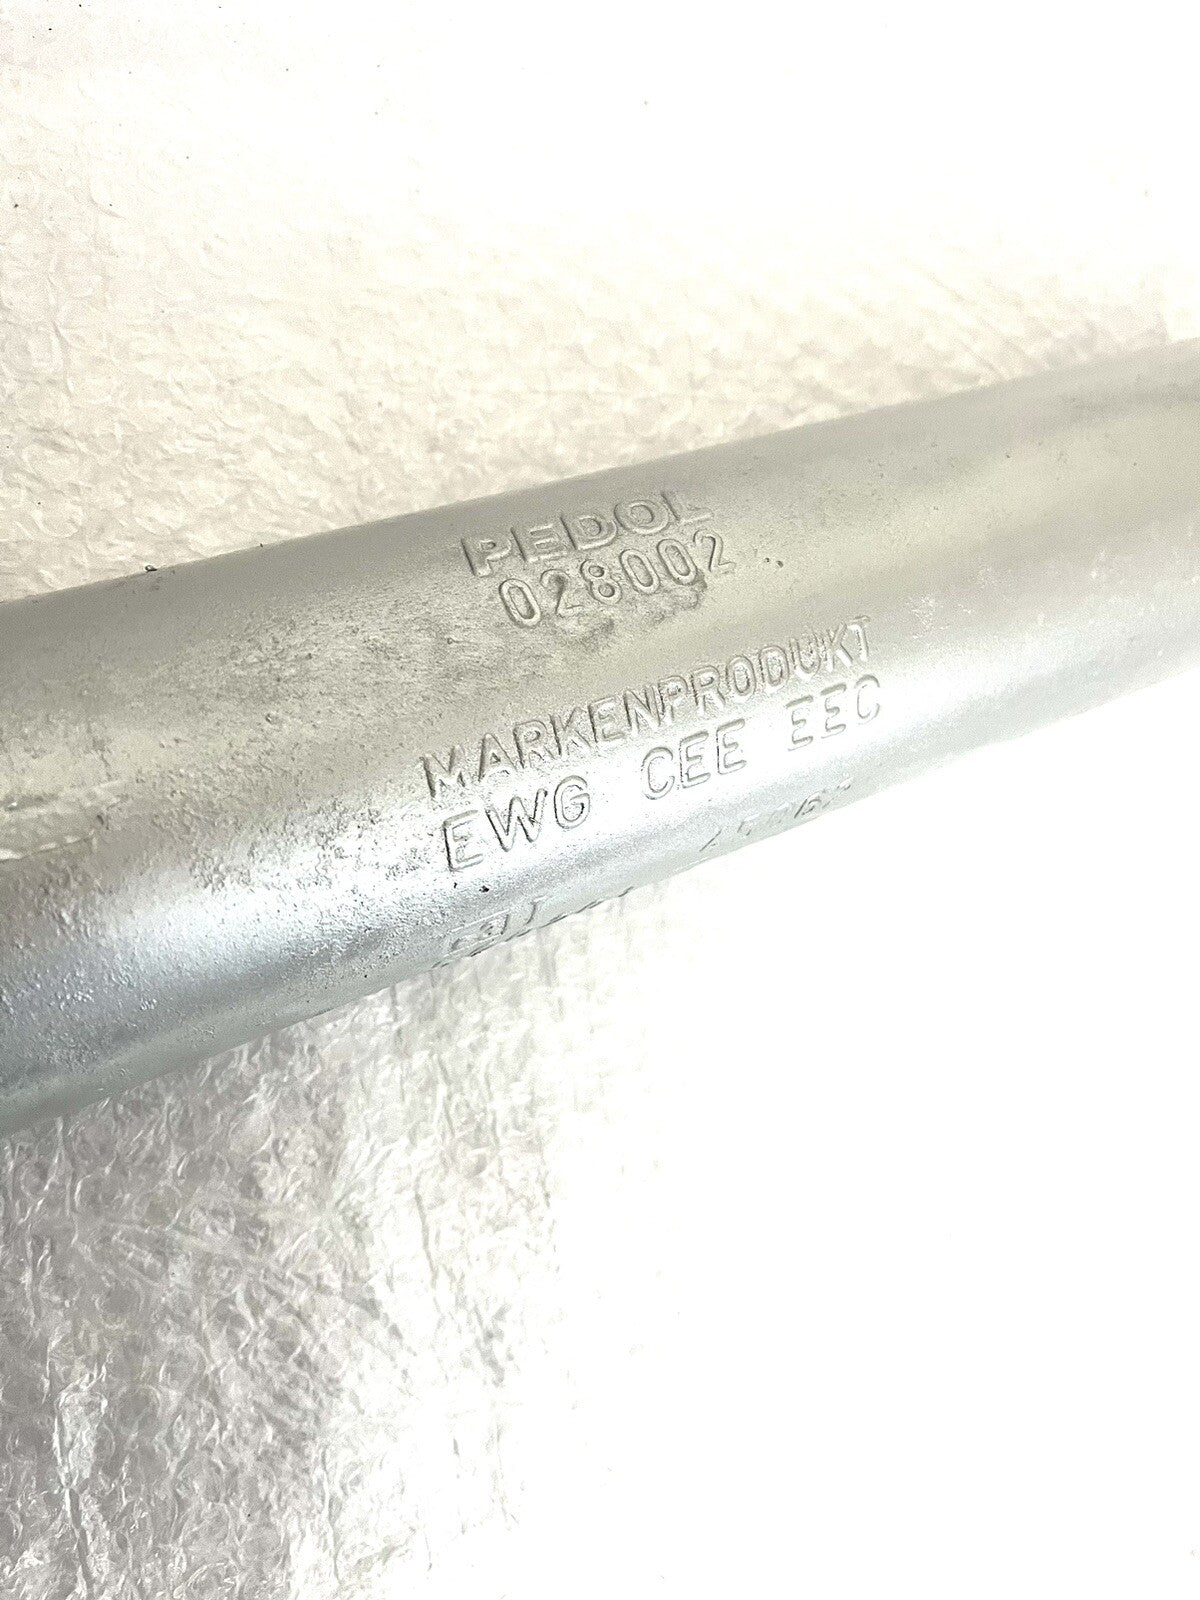 PEDOL
028002
MARKENPRODUKT
EWG CEE EEC